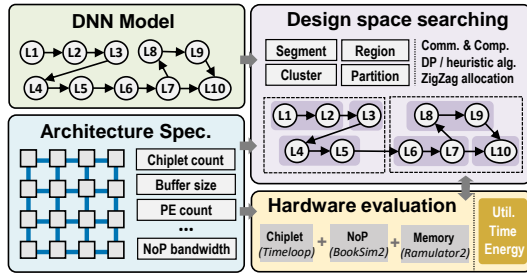 DNN Model
L1 L2 L3 L8 L9
L4 L5 L6 L7 L10
Architecture Spec.
Chiplet count
Buffer size
PE count
...
NoP bandwidth
Design space searching
Segment Region
Cluster Partition
Comm. & Comp.
DP / heuristic alg.
ZigZag allocation
L1 L2 L3 L8 L9
L4 L5 L6 L7 L10
Hardware evaluation
Chiplet + NoP + Memory
(Timeloop) (BookSim2) (Ramulator2)
Util.
Time
Energy